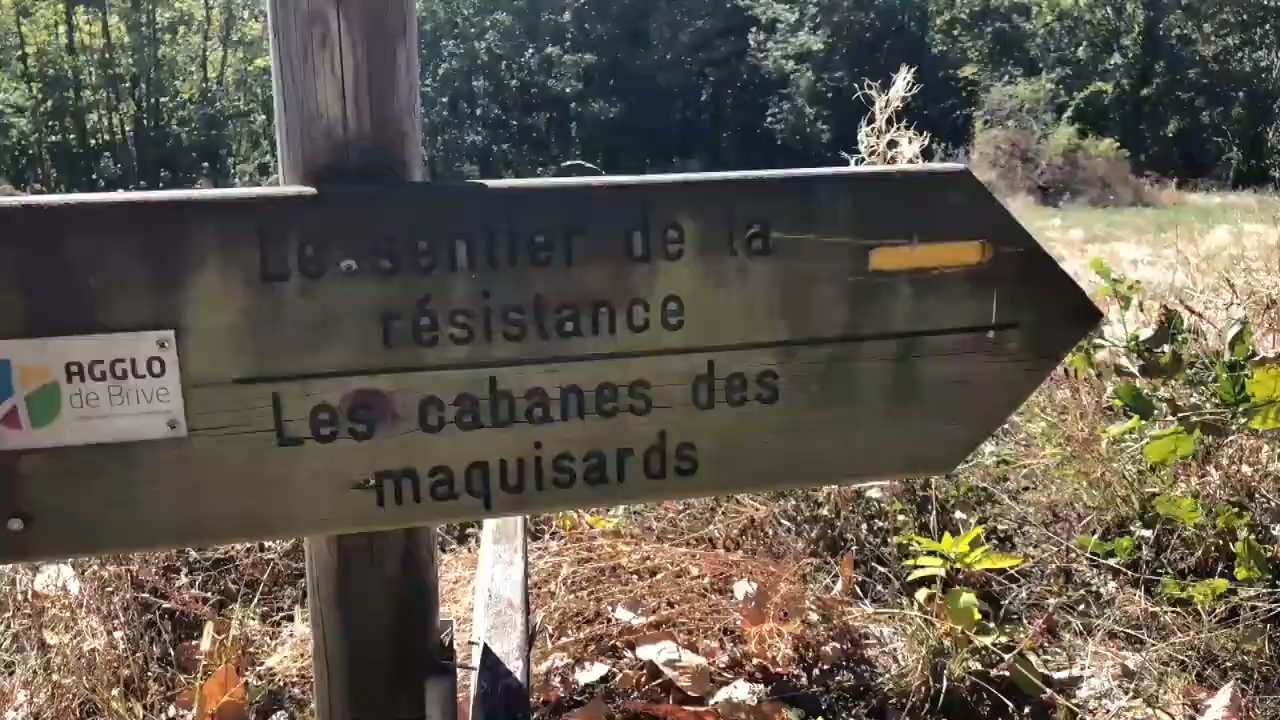 Le sentier de la
résistance
AGGLO
de Brive
Les cabanes des
maquisards